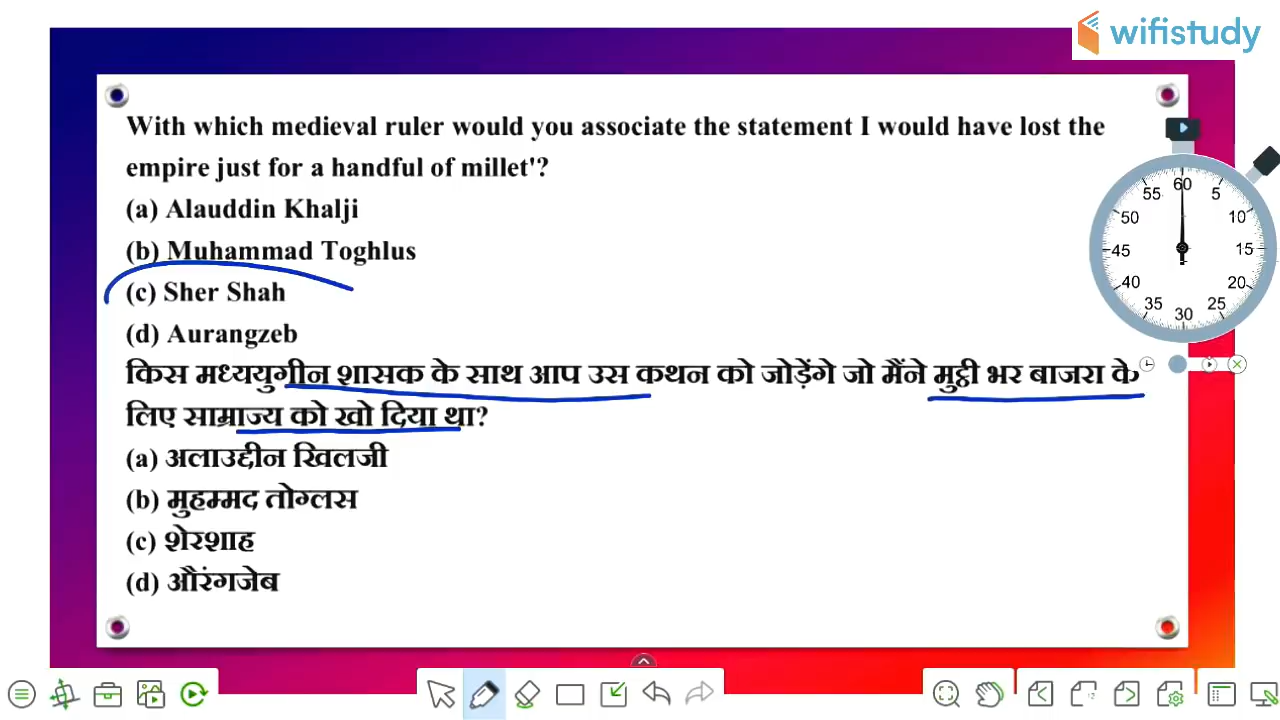 wifistudy
With which medieval ruler would you associate the statement I would have lost the
empire just for a handful of millet'?
(a) Alauddin Khalji
(b) Muhammad Toghlus
(c) Sher Shah
(d) Aurangzeb
किस मध्ययुगीन शासक के साथ आप उस कथन को जोड़ेंगे जो मैंने मुट्ठी भर बाजरा के
लिए साम्राज्य को खो दिया था?
(a) अलाउद्दीन खिलजी
(b) मुहम्मद तोग्लस
(c) शेरशाह
(d) औरंगजेब
60
55 5
50 10
45 15
40 20
35 25
30